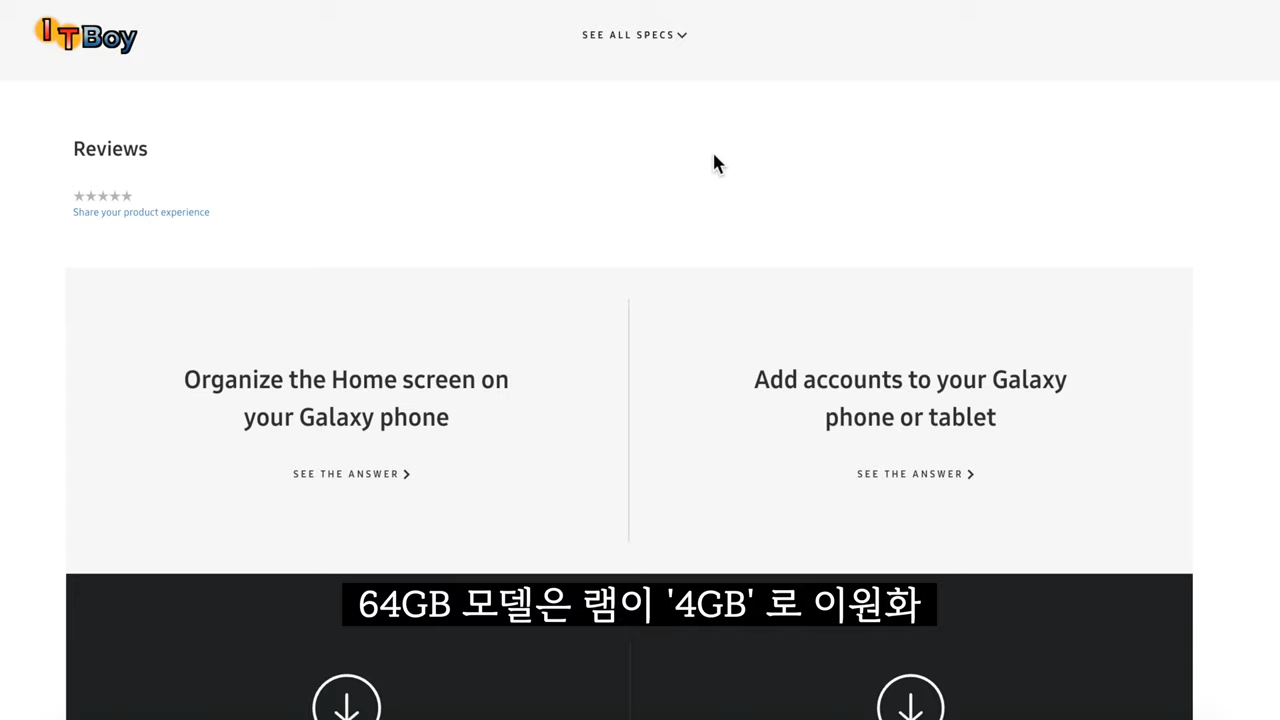 ITBoy
SEE ALL SPECS
Reviews
Share your product experience
Organize the Home screen on
your Galaxy phone
SEE THE ANSWER
Add accounts to your Galaxy
phone or tablet
SEE THE ANSWER
64GB 모델은 램이 '4GB' 로 이원화